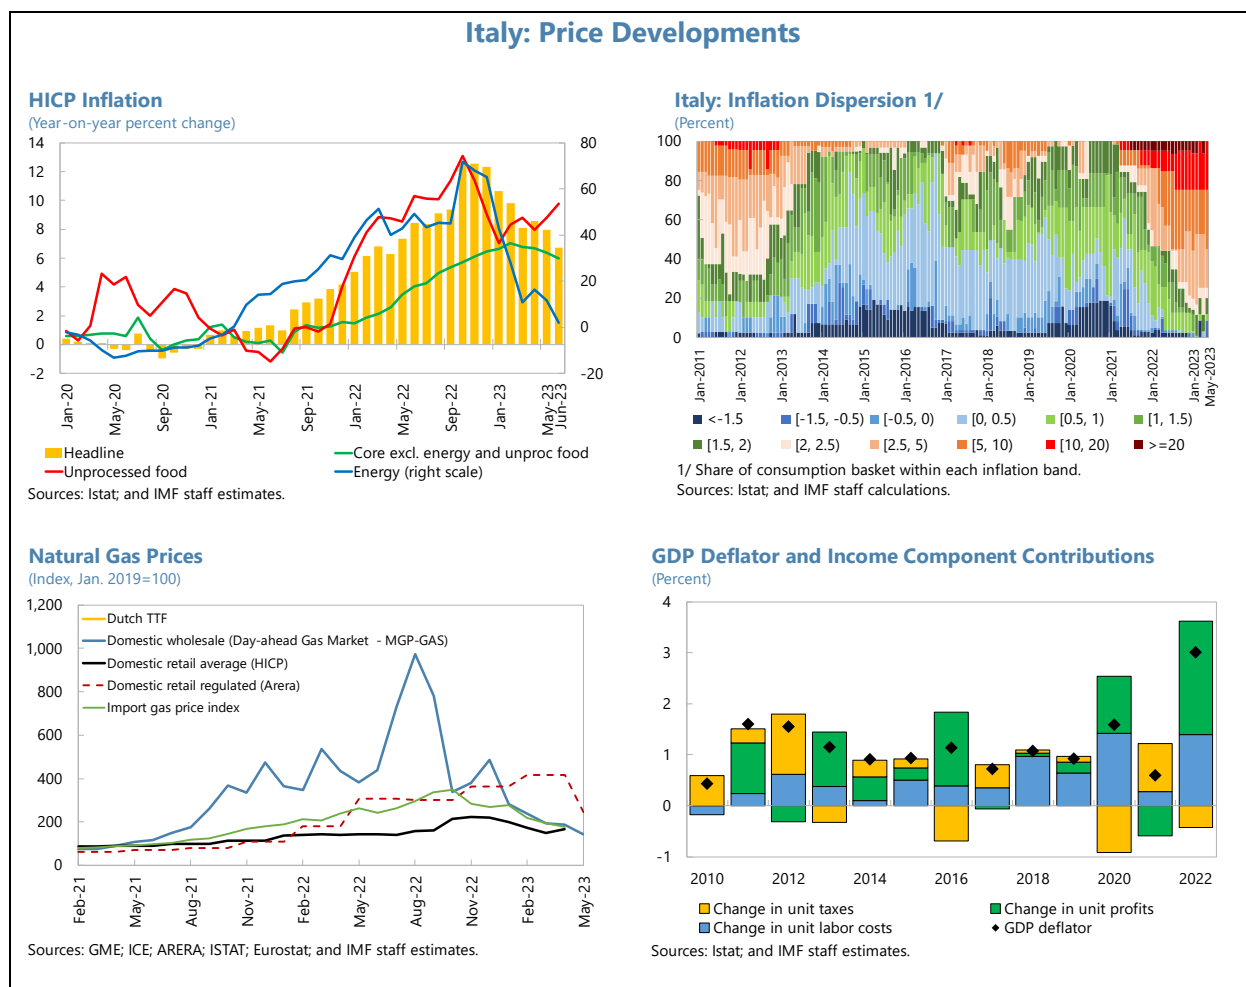 Italy: Price Developments
HICP Inflation
(Year-on-year percent change)
14
12
10
8
6
4
2
0
-2
80
60
40
20
0
-20
Jan-20
May-20
Sep-20
Jan-21
May-21
Sep-21
Jan-22
May-22
Sep-22
Jan-23
May-23
Jun-23
Headline
Core excl. energy and unproc food
Unprocessed food
Energy (right scale)
Sources: Istat; and IMF staff estimates.
Italy: Inflation Dispersion 1/
(Percent)
100
80
60
40
20
0
Jan-2011
Jan-2012
Jan-2013
Jan-2014
Jan-2015
Jan-2016
Jan-2017
Jan-2018
Jan-2019
Jan-2020
Jan-2021
Jan-2022
Jan-2023
May-2023
<-1.5
[-1.5, -0.5)
[-0.5, 0)
[0, 0.5)
[0.5, 1)
[1, 1.5)
[1.5, 2)
[2, 2.5)
[2.5, 5)
[5, 10)
[10, 20)
>=20
1/ Share of consumption basket within each inflation band.
Sources: Istat; and IMF staff calculations.
Natural Gas Prices
(Index, Jan. 2019=100)
1,200
1,000
800
600
400
200
0
Dutch TTF
Domestic wholesale (Day-ahead Gas Market - MGP-GAS)
Domestic retail average (HICP)
Domestic retail regulated (Arera)
Import gas price index
Feb-21
May-21
Aug-21
Nov-21
Feb-22
May-22
Aug-22
Nov-22
Feb-23
May-23
Sources: GME; ICE; ARERA; ISTAT; Eurostat; and IMF staff estimates.
GDP Deflator and Income Component Contributions
(Percent)
4
3
2
1
0
-1
2010
2012
2014
2016
2018
2020
2022
Change in unit taxes
Change in unit profits
Change in unit labor costs
GDP deflator
Sources: Istat; and IMF staff estimates.